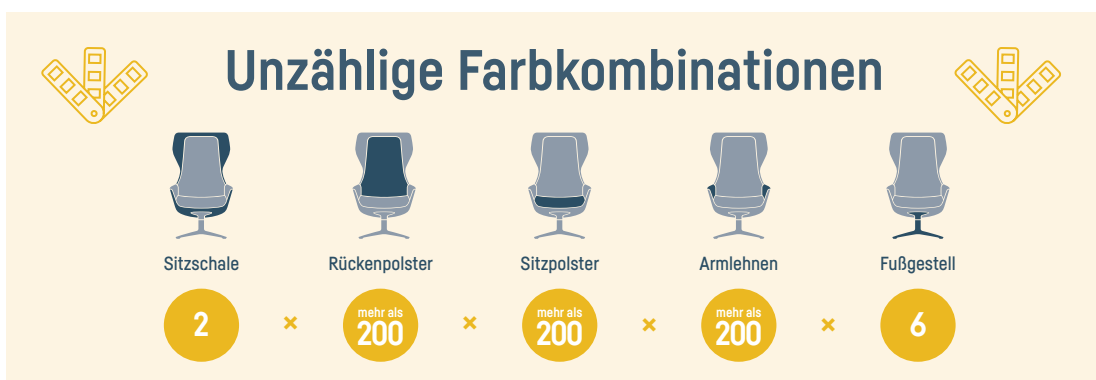 Unzählige Farbkombinationen
Sitzschale
Rückenpolster
Sitzpolster
Armlehnen
Fußgestell
2 × mehr als 200 × mehr als 200 × mehr als 200 × 6